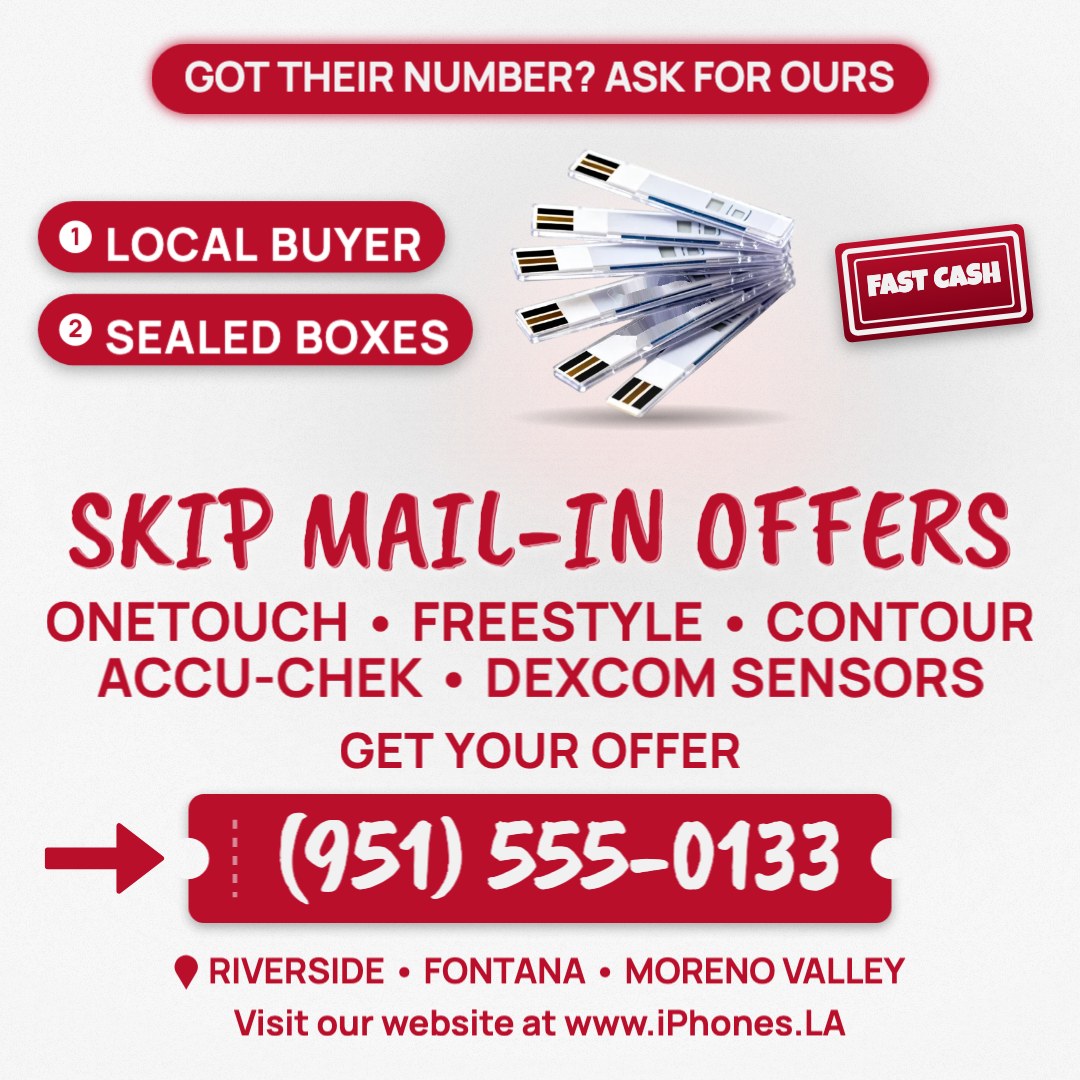 GOT THEIR NUMBER? ASK FOR OURS
1 LOCAL BUYER
2 SEALED BOXES
FAST CASH
SKIP MAIL-IN OFFERS
ONETOUCH • FREESTYLE • CONTOUR
ACCU-CHEK • DEXCOM SENSORS
GET YOUR OFFER
(951) 555-0133
RIVERSIDE • FONTANA • MORENO VALLEY
Visit our website at www.iPhones.LA